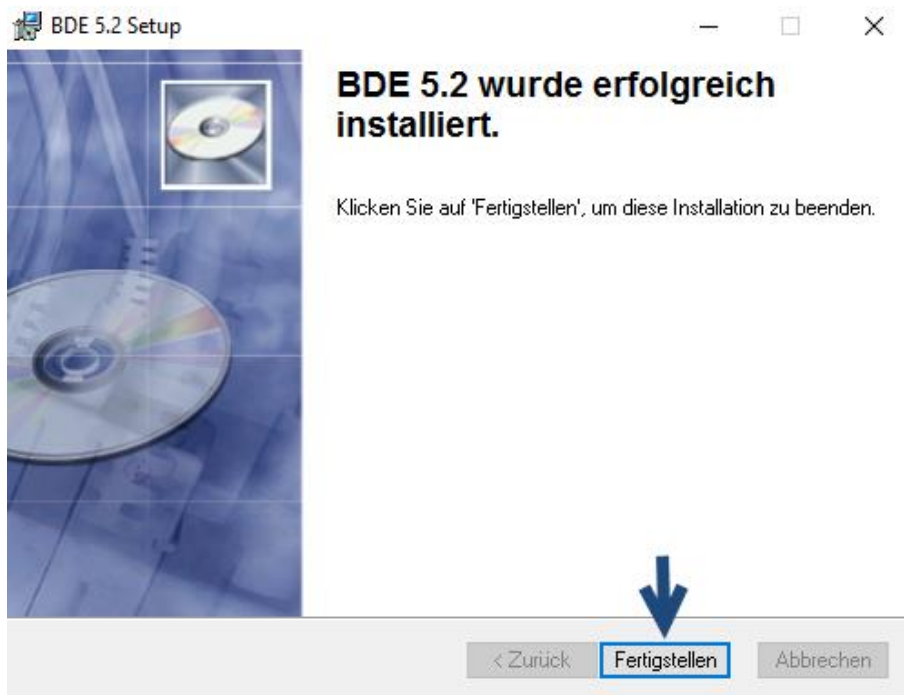 BDE 5.2 Setup
BDE 5.2 wurde erfolgreich
installiert.
Klicken Sie auf 'Fertigstellen', um diese Installation zu beenden.
< Zurück
Fertigstellen
Abbrechen